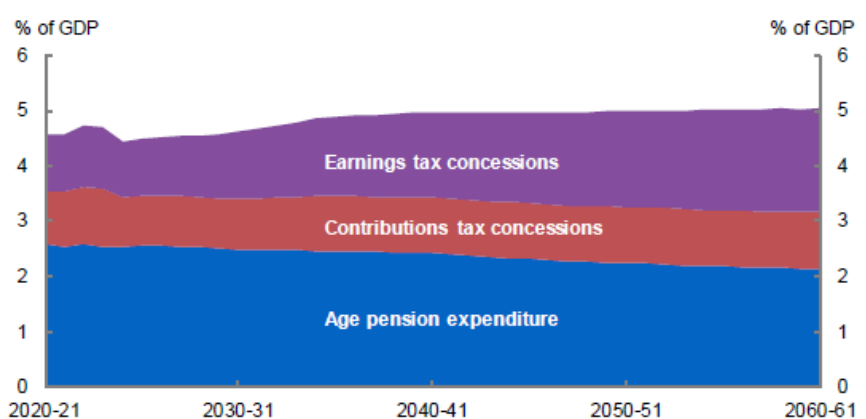 % of GDP % of GDP
6 6
5 5
4 4
Earnings tax concessions
3 3
Contributions tax concessions
2 2
Age pension expenditure
1 1
0 0
2020-21 2030-31 2040-41 2050-51 2060-61